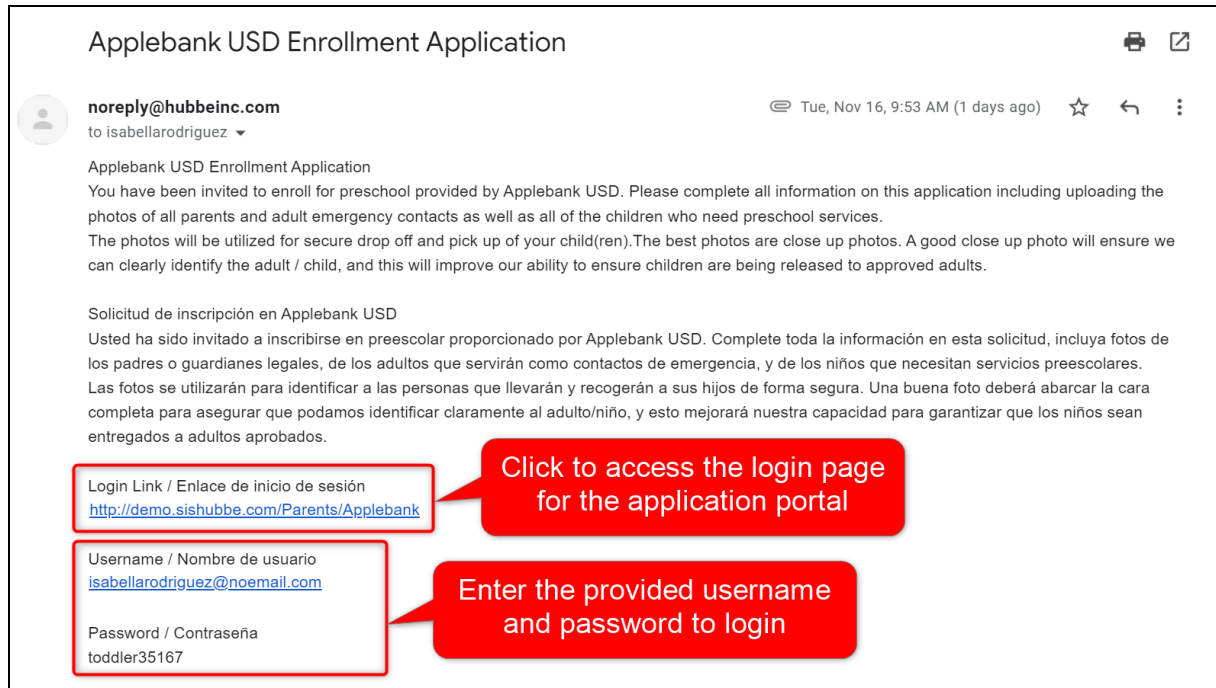 Applebank USD Enrollment Application
noreply@hubbeinc.com
Tue, Nov 16, 9:53 AM (1 days ago)
to isabellarodriguez
Applebank USD Enrollment Application
You have been invited to enroll for preschool provided by Applebank USD. Please complete all information on this application including uploading the
photos of all parents and adult emergency contacts as well as all of the children who need preschool services.
The photos will be utilized for secure drop off and pick up of your child(ren).The best photos are close up photos. A good close up photo will ensure we
can clearly identify the adult / child, and this will improve our ability to ensure children are being released to approved adults.
Solicitud de inscripción en Applebank USD
Usted ha sido invitado a inscribirse en preescolar proporcionado por Applebank USD. Complete toda la información en esta solicitud, incluya fotos de
los padres o guardianes legales, de los adultos que servirán como contactos de emergencia, y de los niños que necesitan servicios preescolares.
Las fotos se utilizarán para identificar a las personas que llevarán y recogerán a sus hijos de forma segura. Una buena foto deberá abarcar la cara
completa para asegurar que podamos identificar claramente al adulto/niño, y esto mejorará nuestra capacidad para garantizar que los niños sean
entregados a adultos aprobados.
Login Link / Enlace de inicio de sesión
http://demo.sishubbe.com/Parents/Applebank
Click to access the login page
for the application portal
Username / Nombre de usuario
isabellarodriguez@noemail.com
Password / Contraseña
toddler35167
Enter the provided username
and password to login